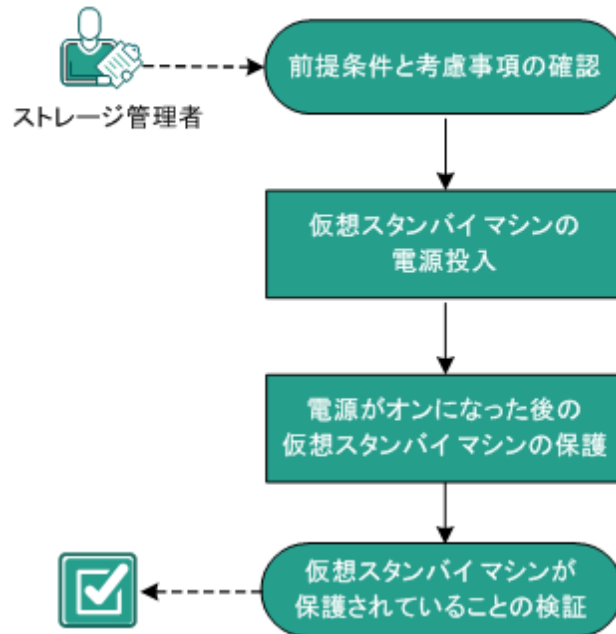 前提条件と考慮事項の確認
ストレージ管理者
仮想スタンバイ マシンの
電源投入
電源がオンになった後の
仮想スタンバイ マシンの保護
仮想スタンバイ マシンが
保護されていることの検証